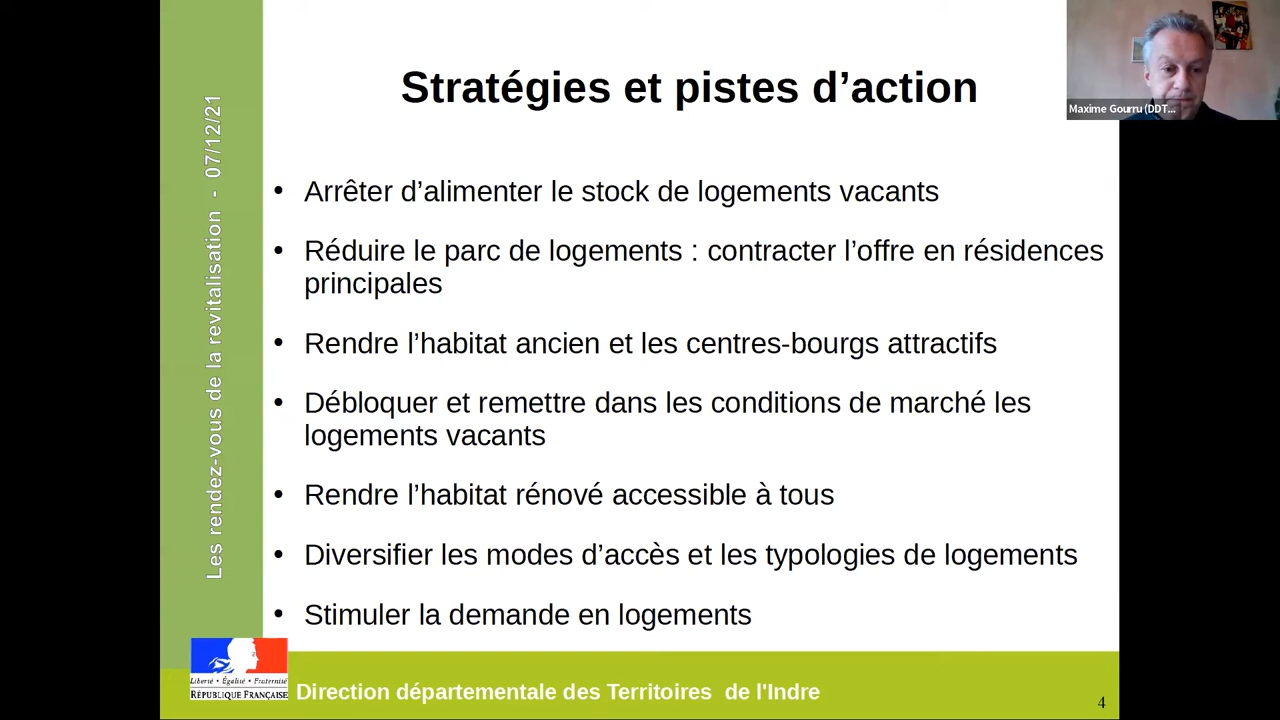 Stratégies et pistes d’action
Maxime Gourru (DDT...
Les rendez-vous de la revitalisation - 07/12/21
• Arrêter d’alimenter le stock de logements vacants
• Réduire le parc de logements : contracter l’offre en résidences
principales
• Rendre l’habitat ancien et les centres-bourgs attractifs
• Débloquer et remettre dans les conditions de marché les
logements vacants
• Rendre l’habitat rénové accessible à tous
• Diversifier les modes d’accès et les typologies de logements
• Stimuler la demande en logements
Liberté • Égalité • Fraternité
RÉPUBLIQUE FRANÇAISE
Direction départementale des Territoires de l'Indre
4